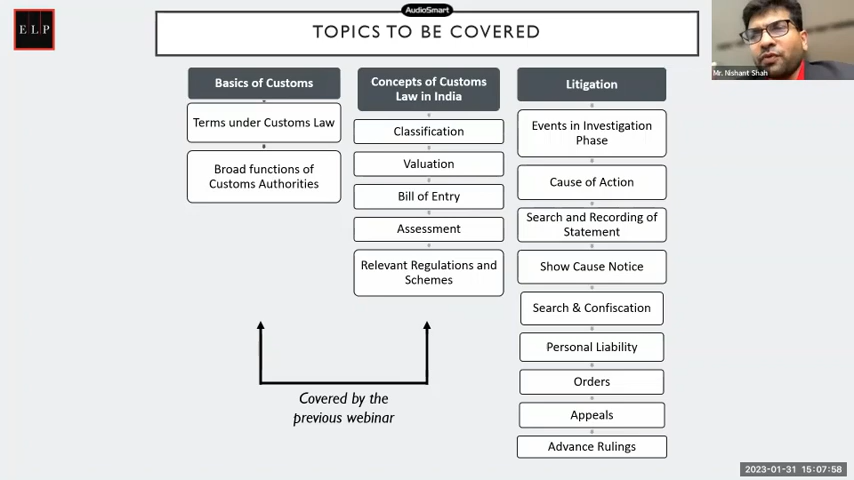 AudioSmart
ELP
TOPICS TO BE COVERED
Mr. Nishant Shah
Basics of Customs
Terms under Customs Law
Broad functions of
Customs Authorities
Concepts of Customs
Law in India
Classification
Valuation
Bill of Entry
Assessment
Relevant Regulations and
Schemes
Litigation
Events in Investigation
Phase
Cause of Action
Search and Recording of
Statement
Show Cause Notice
Search & Confiscation
Personal Liability
Orders
Appeals
Advance Rulings
Covered by the
previous webinar
2023-01-31 15:07:58